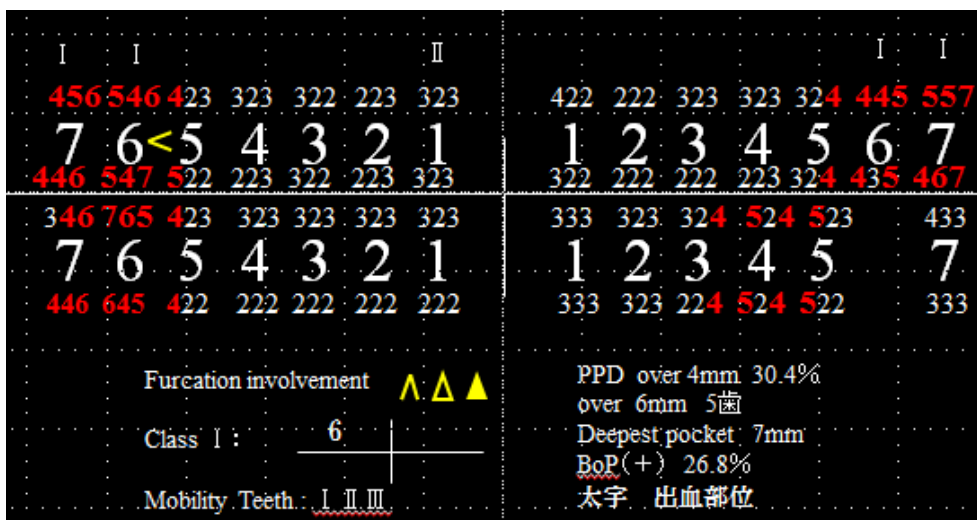 Ⅰ Ⅰ Ⅱ Ⅰ Ⅰ
456 546 423 323 322 223 323 422 222 323 323 324 445 557
7 6<5 4 3 2 1 1 2 3 4 5 6 7
446 547 522 223 322 223 323 322 222 222 223 324 435 467
346 765 423 323 323 323 323 333 323 324 524 523 433
7 6 5 4 3 2 1 1 2 3 4 5 7
446 645 422 222 222 222 222 333 323 224 524 522 333
Furcation involvement
Class Ⅰ: 6
Mobility Teeth: Ⅰ Ⅱ Ⅲ
PPD over 4mm 30.4%
over 6mm 5歯
Deepest pocket 7mm
BoP(+) 26.8%
太字 出血部位